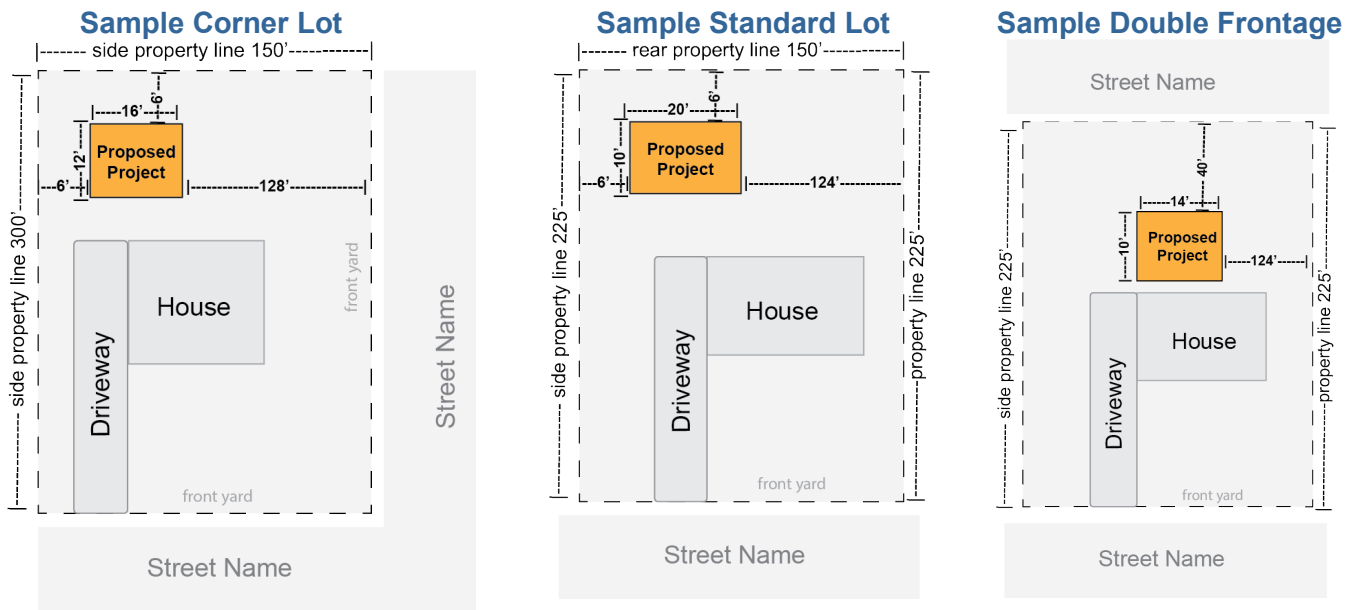 Sample Corner Lot
side property line 150’
6’
16’
12’
Proposed
Project
6’
128’
side property line 300’
front yard
House
Driveway
Street Name
front yard
Street Name
Sample Standard Lot
rear property line 150’
6’
20’
10’
Proposed
Project
6’
124’
side property line 225’
property line 225’
House
Driveway
front yard
Street Name
Sample Double Frontage
Street Name
40’
14’
10’
Proposed
Project
124’
side property line 225’
property line 225’
House
Driveway
front yard
Street Name